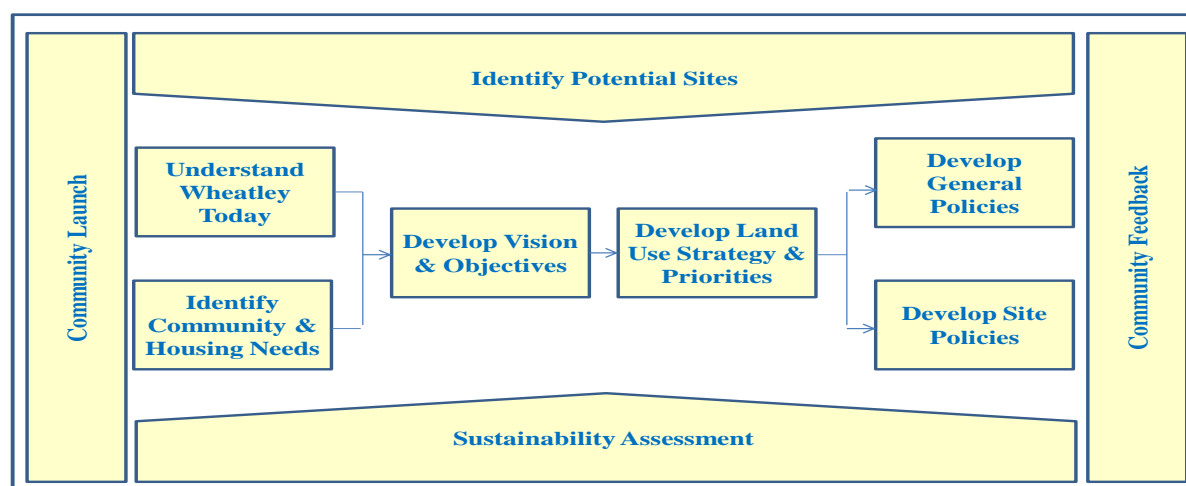 Community Launch
Identify Potential Sites
Understand
Wheatley
Today
Identify
Community &
Housing Needs
Develop Vision
& Objectives
Develop Land
Use Strategy &
Priorities
Develop
General
Policies
Develop Site
Policies
Sustainability Assessment
Community Feedback